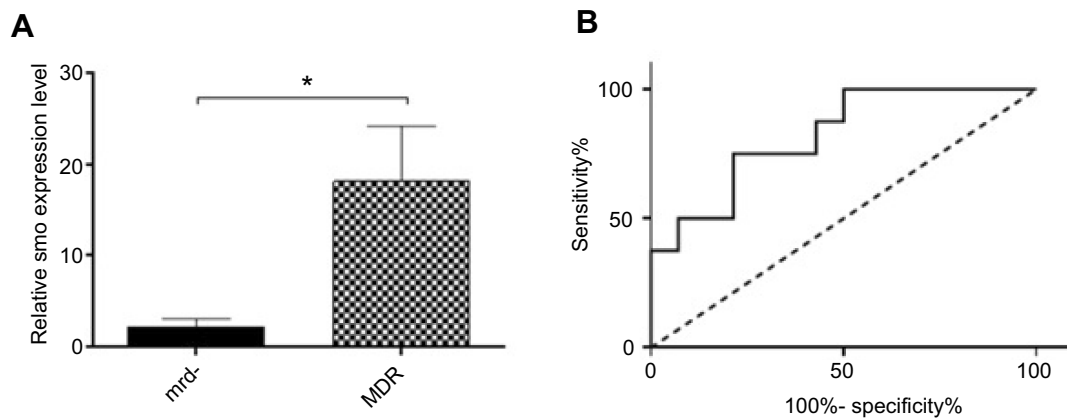 A
Relative smo expression level
30
20
10
0
*
mrd-
MDR
B
Sensitivity%
100
50
0
0
50
100
100%- specificity%